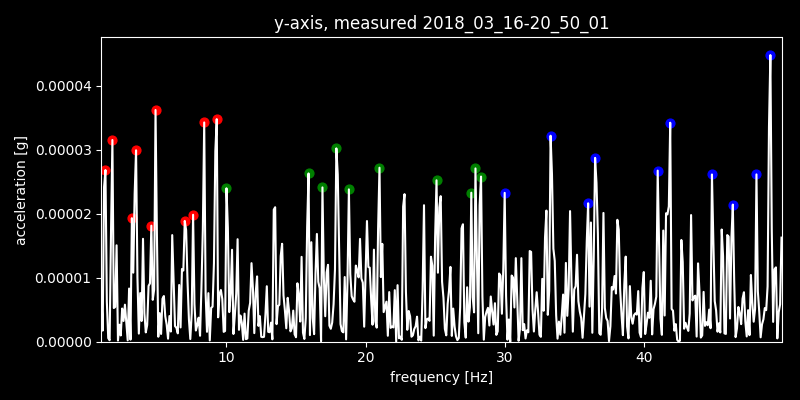 y-axis, measured 2018_03_16-20_50_01
0.00004
0.00003
0.00002
0.00001
0.00000
acceleration [g]
10 20 30 40
frequency [Hz]